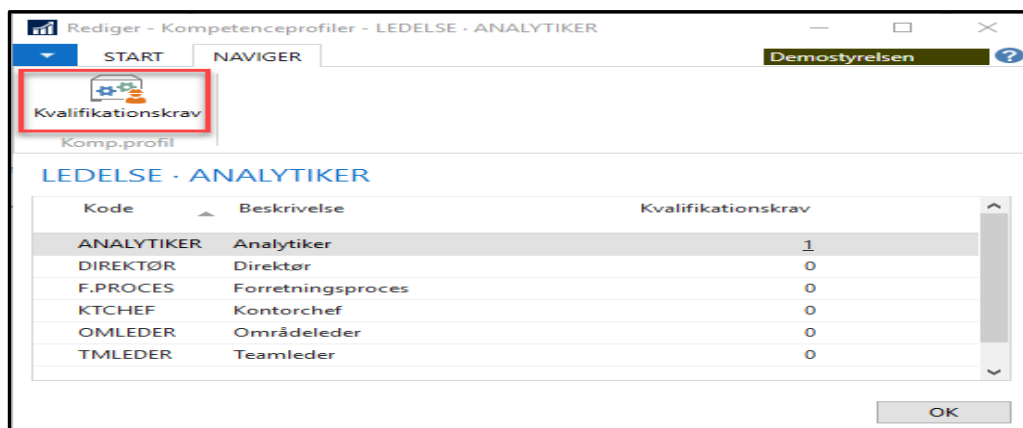 Rediger - Kompetenceprofiler - LEDELSE · ANALYTIKER
START NAVIGER Demostyrelsen ?
Kvalifikationskrav
Komp.profil
LEDELSE · ANALYTIKER
Kode Beskrivelse Kvalifikationskrav
ANALYTIKER Analytiker 1
DIREKTØR Direktør 0
F.PROCES Forretningsproces 0
KTCHEF Kontorchef 0
OMLEDER Områdeleder 0
TMLEDER Teamleder 0
OK